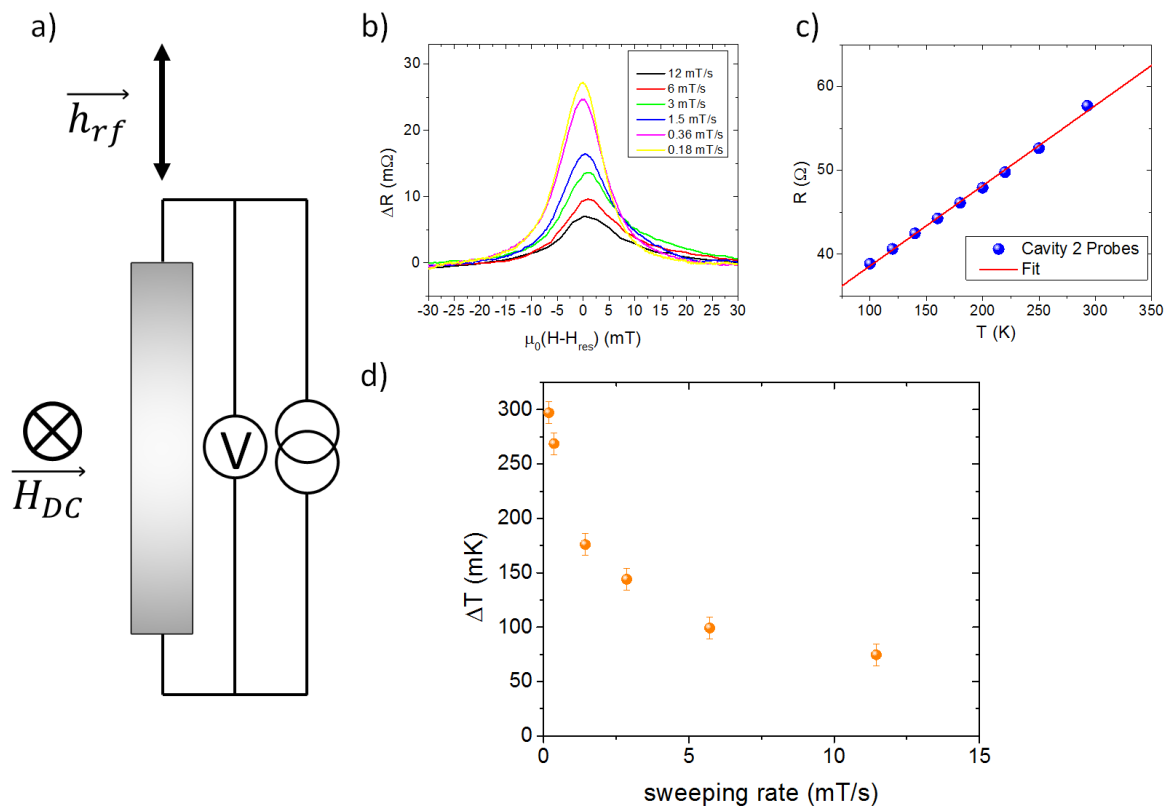 a)
h_rf
H_DC
V
b)
30
20
10
0
ΔR (mΩ)
-30 -25 -20 -15 -10 -5 0 5 10 15 20 25 30
μ0(H-Hres) (mT)
12 mT/s
6 mT/s
3 mT/s
1.5 mT/s
0.36 mT/s
0.18 mT/s
c)
60
50
40
R (Ω)
100 150 200 250 300 350
T (K)
Cavity 2 Probes
Fit
d)
300
250
200
150
100
50
0
ΔT (mK)
0 5 10 15
sweeping rate (mT/s)